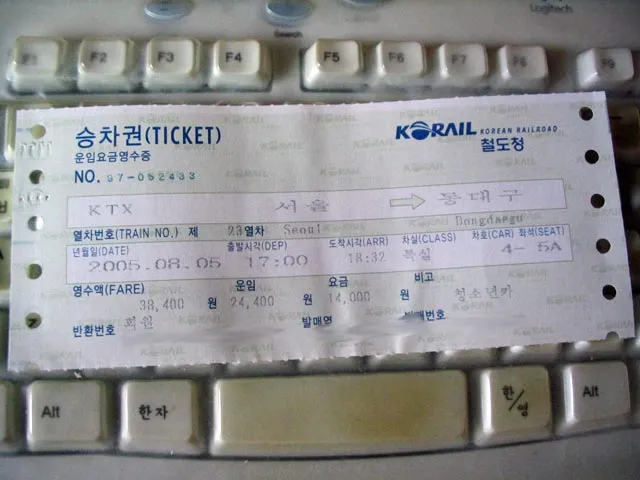 Logitech
Search
F1 F2 F3 F4 F5 F6 F7 F8 F9
승차권(TICKET)
KORAIL KOREAN RAILROAD
운임요금영수증
철도청
NO. 97-052433
KTX 서울 ⇨ 동대구
열차번호(TRAIN NO.) 제 23열차 Seoul Dongdaegu
년월일(DATE) 출발시각(DEP) 도착시각(ARR) 차실(CLASS) 차호(CAR) 좌석(SEAT)
2005.08.05 17:00 18:32 특실 4- 5A
영수액(FARE) 운임 요금 비고
38,400 원 24,400 원 14,000 원 청소년카
반환번호 회원 발매역 발매번호
Alt 한자 한/영 Alt